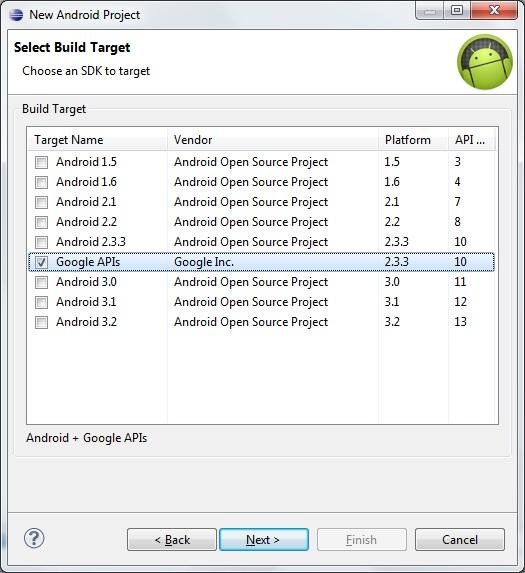 New Android Project
Select Build Target
Choose an SDK to target
Build Target
Target Name Vendor Platform API ...
Android 1.5 Android Open Source Project 1.5 3
Android 1.6 Android Open Source Project 1.6 4
Android 2.1 Android Open Source Project 2.1 7
Android 2.2 Android Open Source Project 2.2 8
Android 2.3.3 Android Open Source Project 2.3.3 10
Google APIs Google Inc. 2.3.3 10
Android 3.0 Android Open Source Project 3.0 11
Android 3.1 Android Open Source Project 3.1 12
Android 3.2 Android Open Source Project 3.2 13
Android + Google APIs
? < Back Next > Finish Cancel